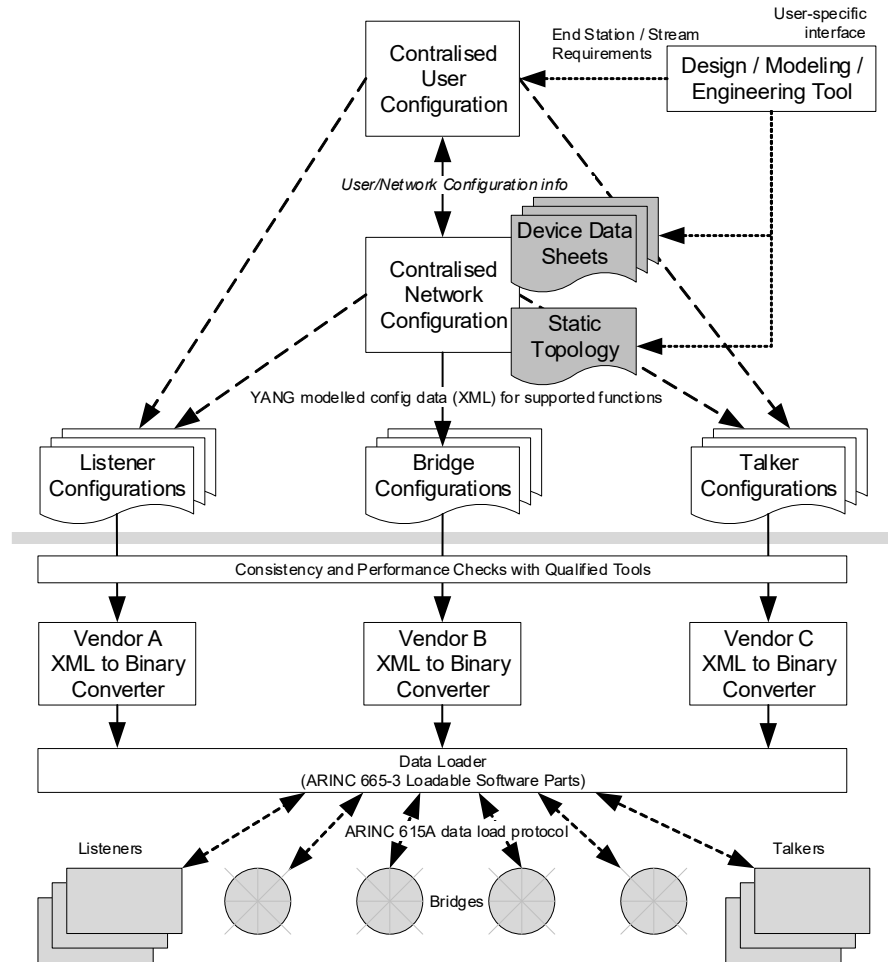 User-specific
interface
End Station / Stream
Requirements
Design / Modeling /
Engineering Tool
Contralised
User
Configuration
User/Network Configuration info
Device Data
Sheets
Contralised
Network
Configuration
Static
Topology
YANG modelled config data (XML) for supported functions
Listener
Configurations
Bridge
Configurations
Talker
Configurations
Consistency and Performance Checks with Qualified Tools
Vendor A
XML to Binary
Converter
Vendor B
XML to Binary
Converter
Vendor C
XML to Binary
Converter
Data Loader
(ARINC 665-3 Loadable Software Parts)
ARINC 615A data load protocol
Listeners
Talkers
Bridges